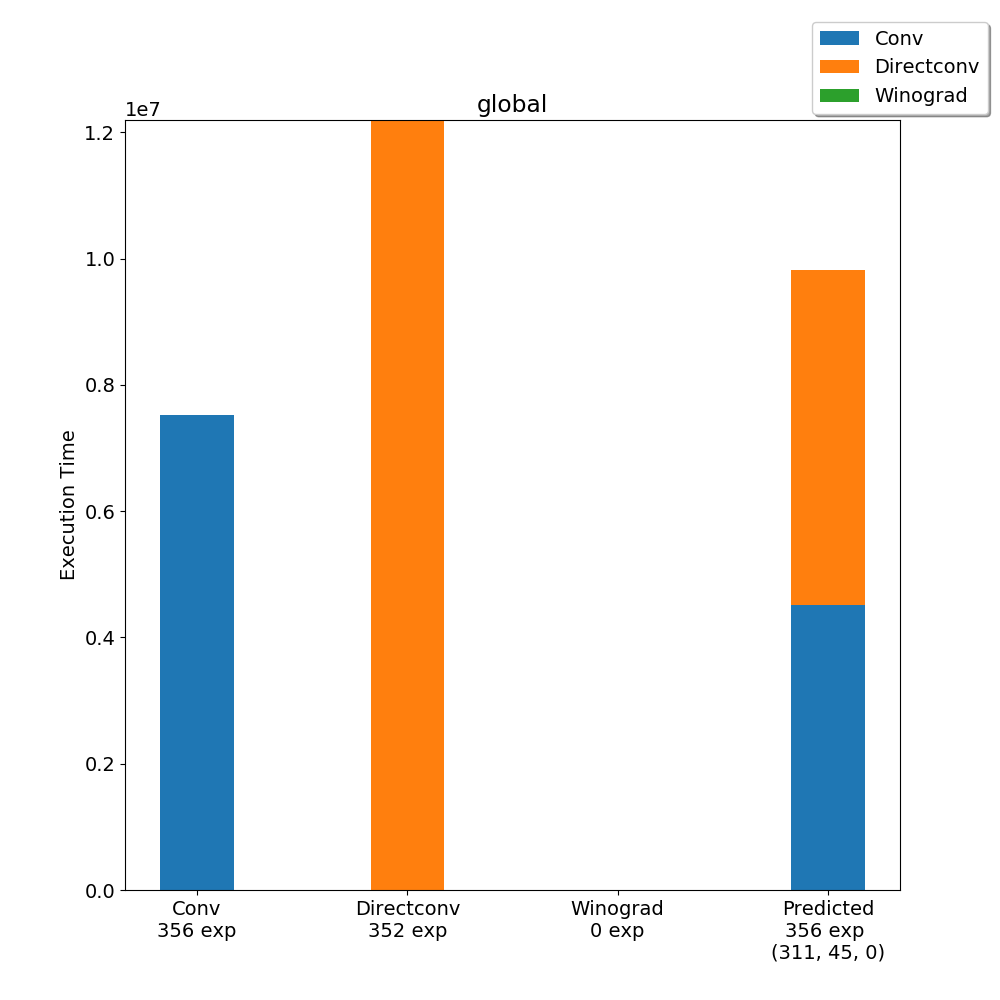 Conv
Directconv
Winograd
global
1e7
1.2
1.0
0.8
0.6
0.4
0.2
0.0
Execution Time
Conv
356 exp
Directconv
352 exp
Winograd
0 exp
Predicted
356 exp
(311, 45, 0)